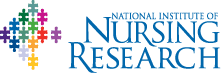 NATIONAL INSTITUTE OF
NURSING
RESEARCH